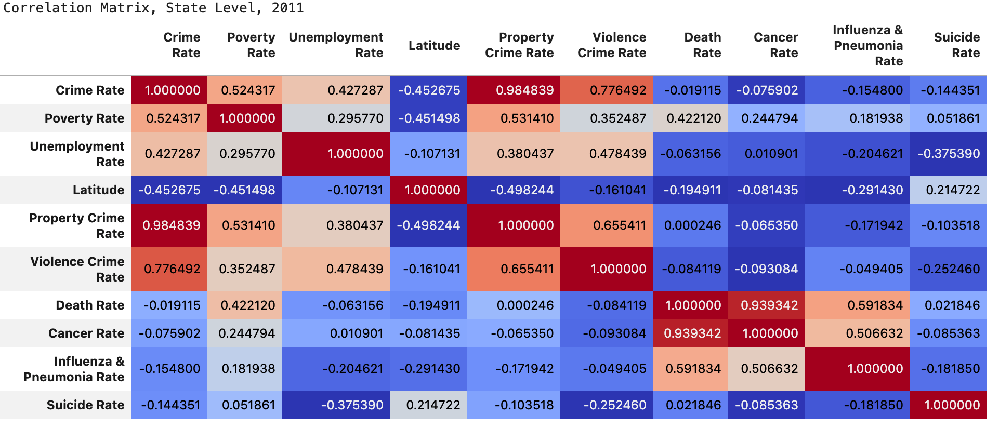 Correlation Matrix, State Level, 2011
Crime Rate Poverty Rate Unemployment Rate Latitude Property Crime Rate Violence Crime Rate Death Rate Cancer Rate Influenza & Pneumonia Rate Suicide Rate
Crime Rate 1.000000 0.524317 0.427287 -0.452675 0.984839 0.776492 -0.019115 -0.075902 -0.154800 -0.144351
Poverty Rate 0.524317 1.000000 0.295770 -0.451498 0.531410 0.352487 0.422120 0.244794 0.181938 0.051861
Unemployment Rate 0.427287 0.295770 1.000000 -0.107131 0.380437 0.478439 -0.063156 0.010901 -0.204621 -0.375390
Latitude -0.452675 -0.451498 -0.107131 1.000000 -0.498244 -0.161041 -0.194911 -0.081435 -0.291430 0.214722
Property Crime Rate 0.984839 0.531410 0.380437 -0.498244 1.000000 0.655411 0.000246 -0.065350 -0.171942 -0.103518
Violence Crime Rate 0.776492 0.352487 0.478439 -0.161041 0.655411 1.000000 -0.084119 -0.093084 -0.049405 -0.252460
Death Rate -0.019115 0.422120 -0.063156 -0.194911 0.000246 -0.084119 1.000000 0.939342 0.591834 0.021846
Cancer Rate -0.075902 0.244794 0.010901 -0.081435 -0.065350 -0.093084 0.939342 1.000000 0.506632 -0.085363
Influenza & Pneumonia Rate -0.154800 0.181938 -0.204621 -0.291430 -0.171942 -0.049405 0.591834 0.506632 1.000000 -0.181850
Suicide Rate -0.144351 0.051861 -0.375390 0.214722 -0.103518 -0.252460 0.021846 -0.085363 -0.181850 1.000000